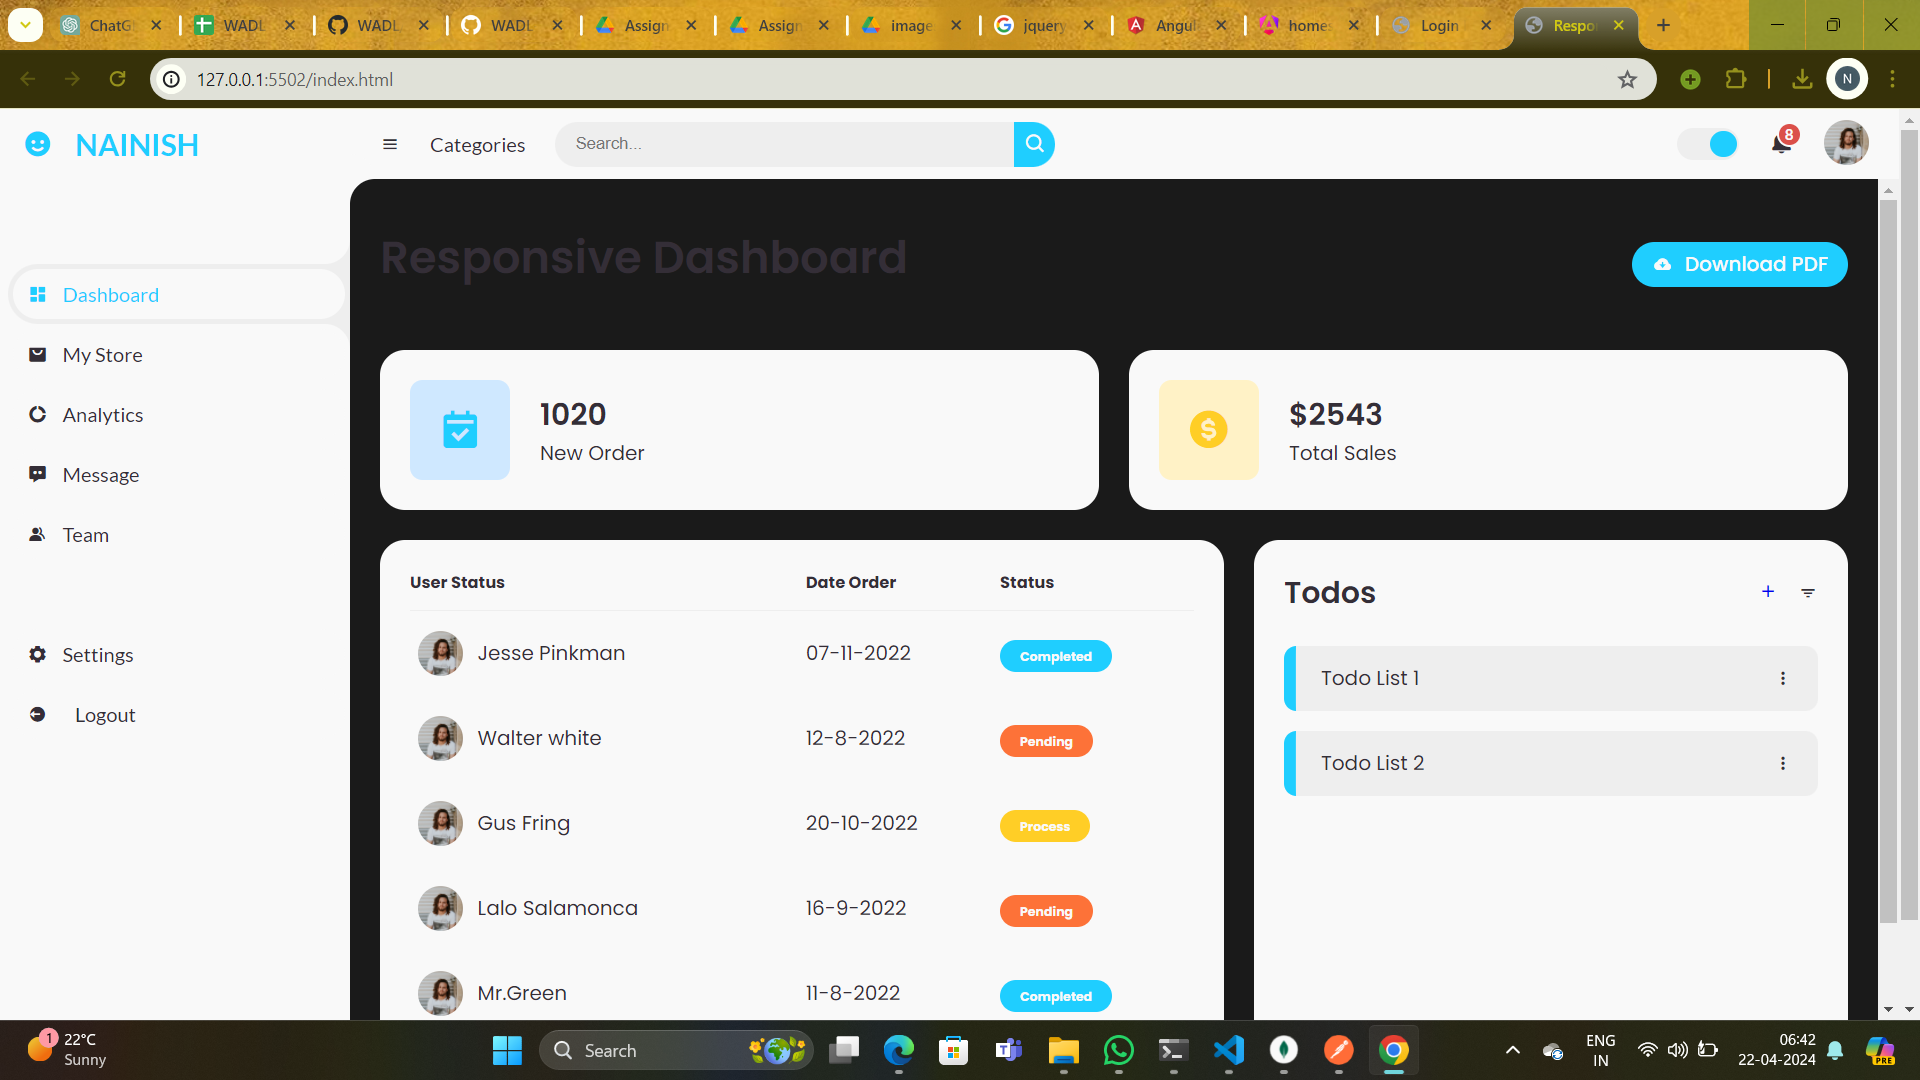 ChatG
WADL
WADL
WADL
Assign
Assign
image
jquery
Angul
home
Login
Respo
127.0.0.1:5502/index.html
N
NAINISH
Categories
Search...
8
Dashboard
My Store
Analytics
Message
Team
Settings
Logout
Responsive Dashboard
Download PDF
1020
New Order
$2543
Total Sales
User Status Date Order Status
Jesse Pinkman 07-11-2022 Completed
Walter white 12-8-2022 Pending
Gus Fring 20-10-2022 Process
Lalo Salamonca 16-9-2022 Pending
Mr.Green 11-8-2022 Completed
Todos
Todo List 1
Todo List 2
1
22°C
Sunny
Search
ENG
IN
06:42
22-04-2024
PRE